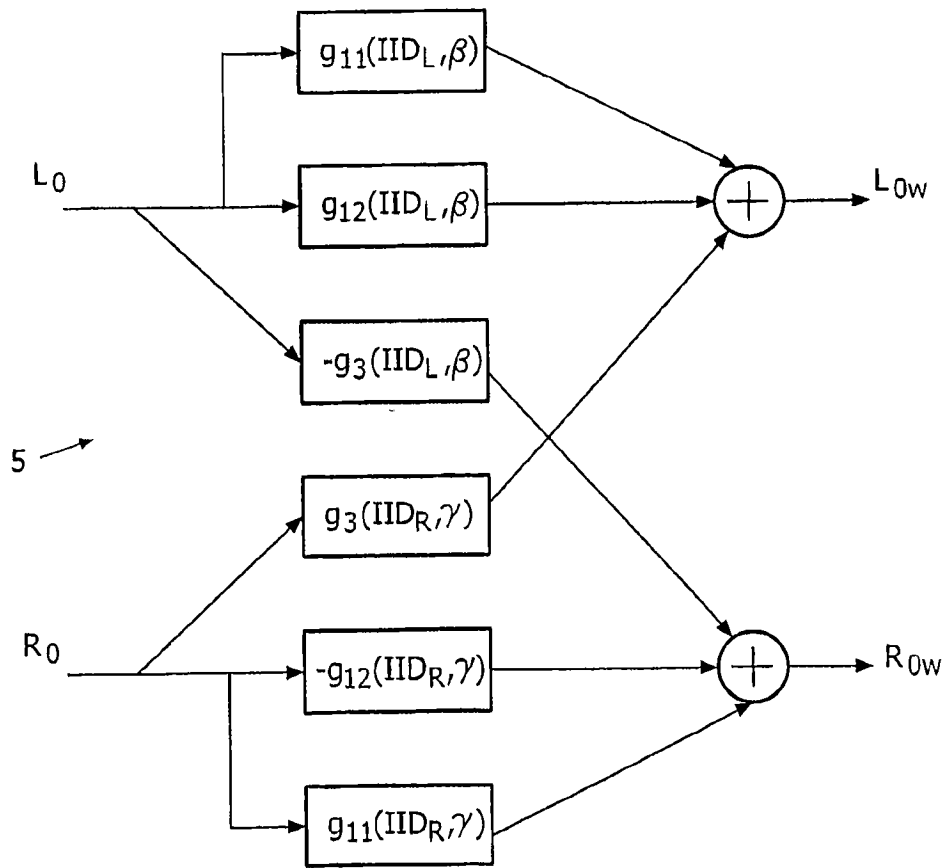 g11(IIDL,β)
L0
g12(IIDL,β)
L0w
-g3(IIDL,β)
5
g3(IIDR,γ)
R0
-g12(IIDR,γ)
R0w
g11(IIDR,γ)